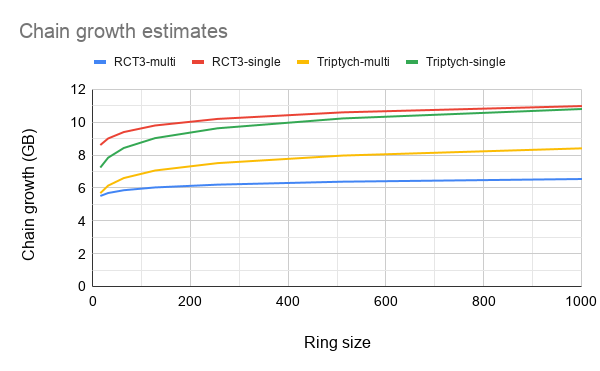 Chain growth estimates
RCT3-multi RCT3-single Triptych-multi Triptych-single
12
10
8
6
4
2
0
Chain growth (GB)
0 200 400 600 800 1000
Ring size